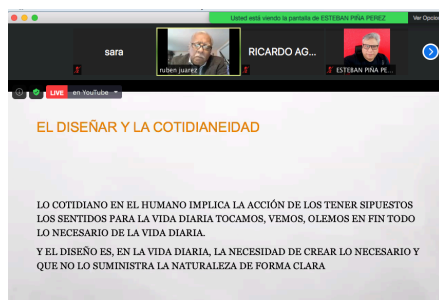 Usted está viendo la pantalla de ESTEBAN PIÑA PEREZ
Ver Opcio
sara
ruben juarez
RICARDO AG...
ESTEBAN PIÑA PE...
LIVE en YouTube
EL DISEÑAR Y LA COTIDIANEIDAD
LO COTIDIANO EN EL HUMANO IMPLICA LA ACCIÓN DE LOS TENER SIPUESTOS
LOS SENTIDOS PARA LA VIDA DIARIA TOCAMOS, VEMOS, OLEMOS EN FIN TODO
LO NECESARIO DE LA VIDA DIARIA.
Y EL DISEÑO ES, EN LA VIDA DIARIA, LA NECESIDAD DE CREAR LO NECESARIO Y
QUE NO LO SUMINISTRA LA NATURALEZA DE FORMA CLARA